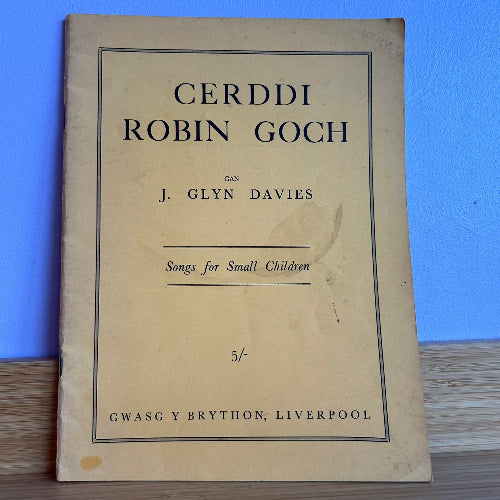 CERDDI
ROBIN GOCH
GAN
J. GLYN DAVIES
Songs for Small Children
5/-
GWASG Y BRYTHON, LIVERPOOL